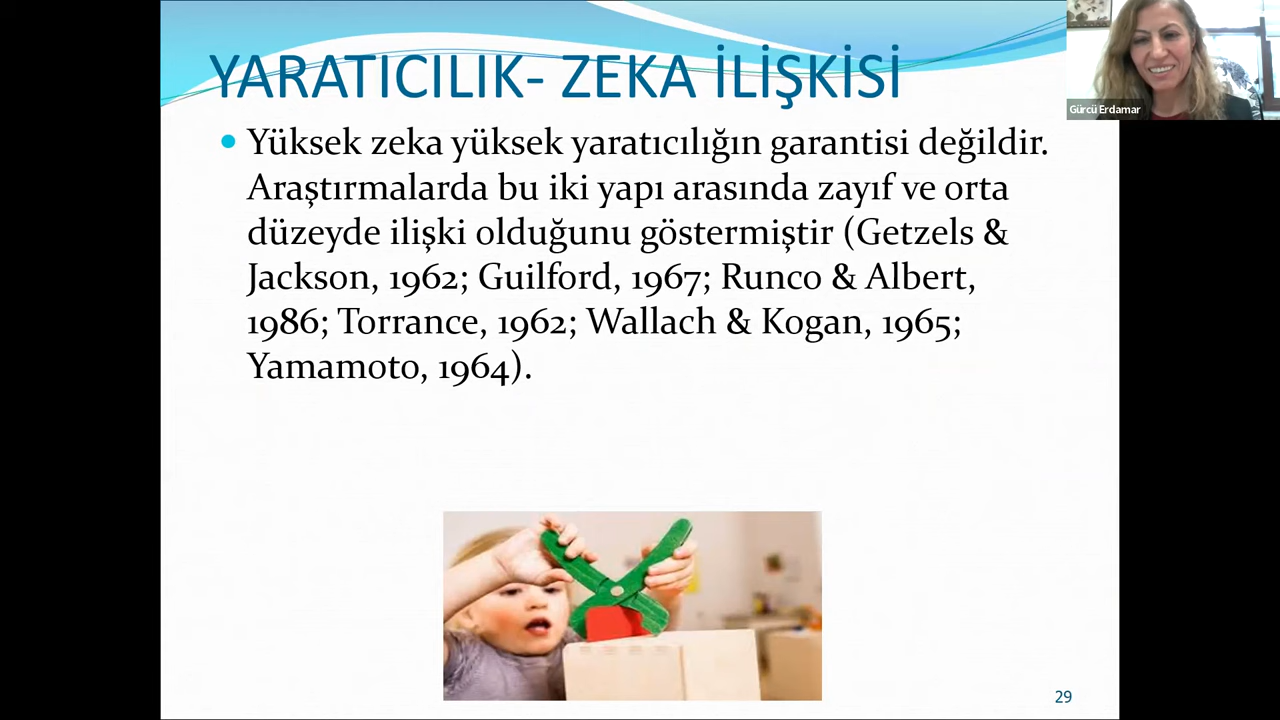 YARATICILIK- ZEKA İLİŞKİSİ
Gürcü Erdamar
Yüksek zeka yüksek yaratıcılığın garantisi değildir.
Araştırmalarda bu iki yapı arasında zayıf ve orta
düzeyde ilişki olduğunu göstermiştir (Getzels &
Jackson, 1962; Guilford, 1967; Runco & Albert,
1986; Torrance, 1962; Wallach & Kogan, 1965;
Yamamoto, 1964).
29